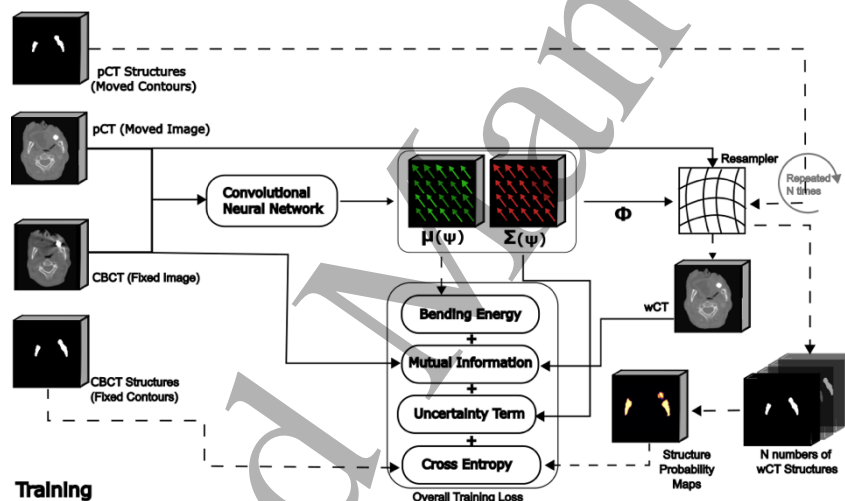 pCT Structures
(Moved Contours)
pCT (Moved Image)
Resampler
Repeated
N times
Convolutional
Neural Network
μ(ψ)
Σ(ψ)
Φ
CBCT (Fixed Image)
wCT
Bending Energy
+
Mutual Information
+
Uncertainty Term
+
Cross Entropy
CBCT Structures
(Fixed Contours)
Structure
Probability
Maps
N numbers of
wCT Structures
Training
Overall Training Loss
d Man